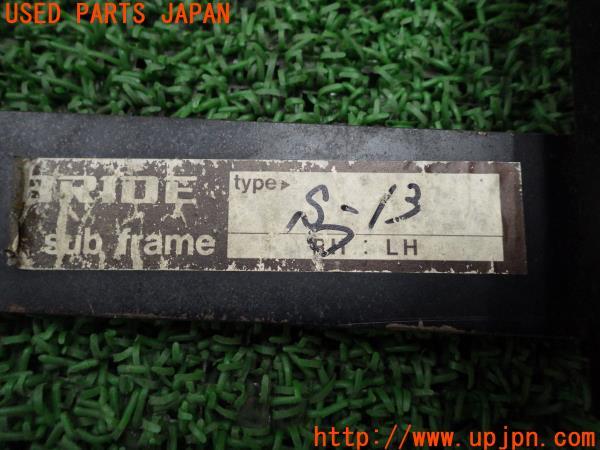 USED PARTS JAPAN
BRIDE
type▶
S-13
sub frame
RH : LH
http://www.upjpn.com/